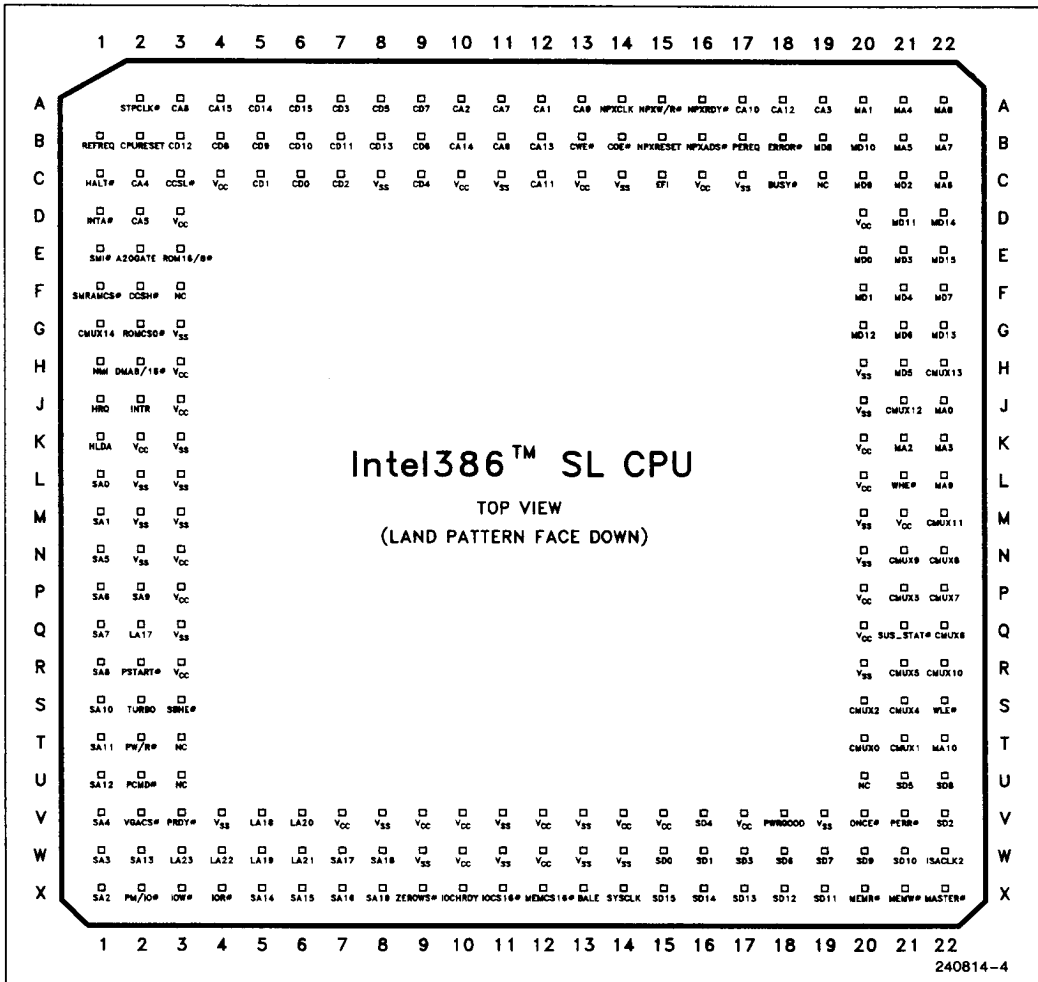 1 2 3 4 5 6 7 8 9 10 11 12 13 14 15 16 17 18 19 20 21 22
A STPCLK# CA6 CA15 CD14 CD15 CD3 CD5 CD7 CA2 CA7 CA1 CA9 NPXCLK NPXW/R# NPXRDY# CA10 CA12 CA3 MA1 MA4 MA8 A
B REFREQ CPURESET CD12 CD8 CD9 CD10 CD11 CD13 CD6 CA14 CA8 CA13 CWE# COE# NPXRESET NPXADS# PEREQ ERROR# MD8 MD10 MA5 MA7 B
C HALT# CA4 CCSL# VCC CD1 CD0 CD2 VSS CD4 VCC VSS CA11 VCC VSS EFI VCC VSS BUSY# NC MD9 MD2 MA6 C
D INTA# CA5 VCC VCC MD11 MD14 D
E SMI# A20GATE ROM16/8# MD0 MD3 MD15 E
F SMRAMCS# CCSH# NC MD1 MD4 MD7 F
G CMUX14 ROMCS0# VSS MD12 MD6 MD13 G
H NMI DMA8/16# VCC VSS MD5 CMUX13 H
J HRQ INTR VCC VSS CMUX12 MA0 J
K HLDA VCC VSS VCC MA2 MA3 K
Intel386™ SL CPU
L SA0 VSS VSS VCC WHE# MA9 L
TOP VIEW
M SA1 VSS VSS VSS VCC CMUX11 M
(LAND PATTERN FACE DOWN)
N SA5 VSS VCC VSS CMUX9 CMUX8 N
P SA6 SA9 VCC VCC CMUX3 CMUX7 P
Q SA7 LA17 VSS VCC SUS_STAT# CMUX6 Q
R SA8 PSTART# VCC VSS CMUX5 CMUX10 R
S SA10 TURBO SBHE# CMUX2 CMUX4 WLE# S
T SA11 PW/R# NC CMUX0 CMUX1 MA10 T
U SA12 PCMD# NC NC SD5 SD8 U
V SA4 VGACS# PRDY# VSS LA18 LA20 VCC VSS VCC VCC VSS VCC VSS VCC VCC SD4 VCC PWRGOOD VSS ONCE# PERR# SD2 V
W SA3 SA13 LA23 LA22 LA19 LA21 SA17 SA18 VSS VCC VSS VCC VSS VSS SD0 SD1 SD3 SD6 SD7 SD9 SD10 ISACLK2 W
X SA2 PM/IO# IOW# IOR# SA14 SA15 SA16 SA19 ZEROWS# IOCHRDY IOCS16# MEMCS16# BALE SYSCLK SD15 SD14 SD13 SD12 SD11 MEMR# MEMW# MASTER# X
1 2 3 4 5 6 7 8 9 10 11 12 13 14 15 16 17 18 19 20 21 22
240814-4